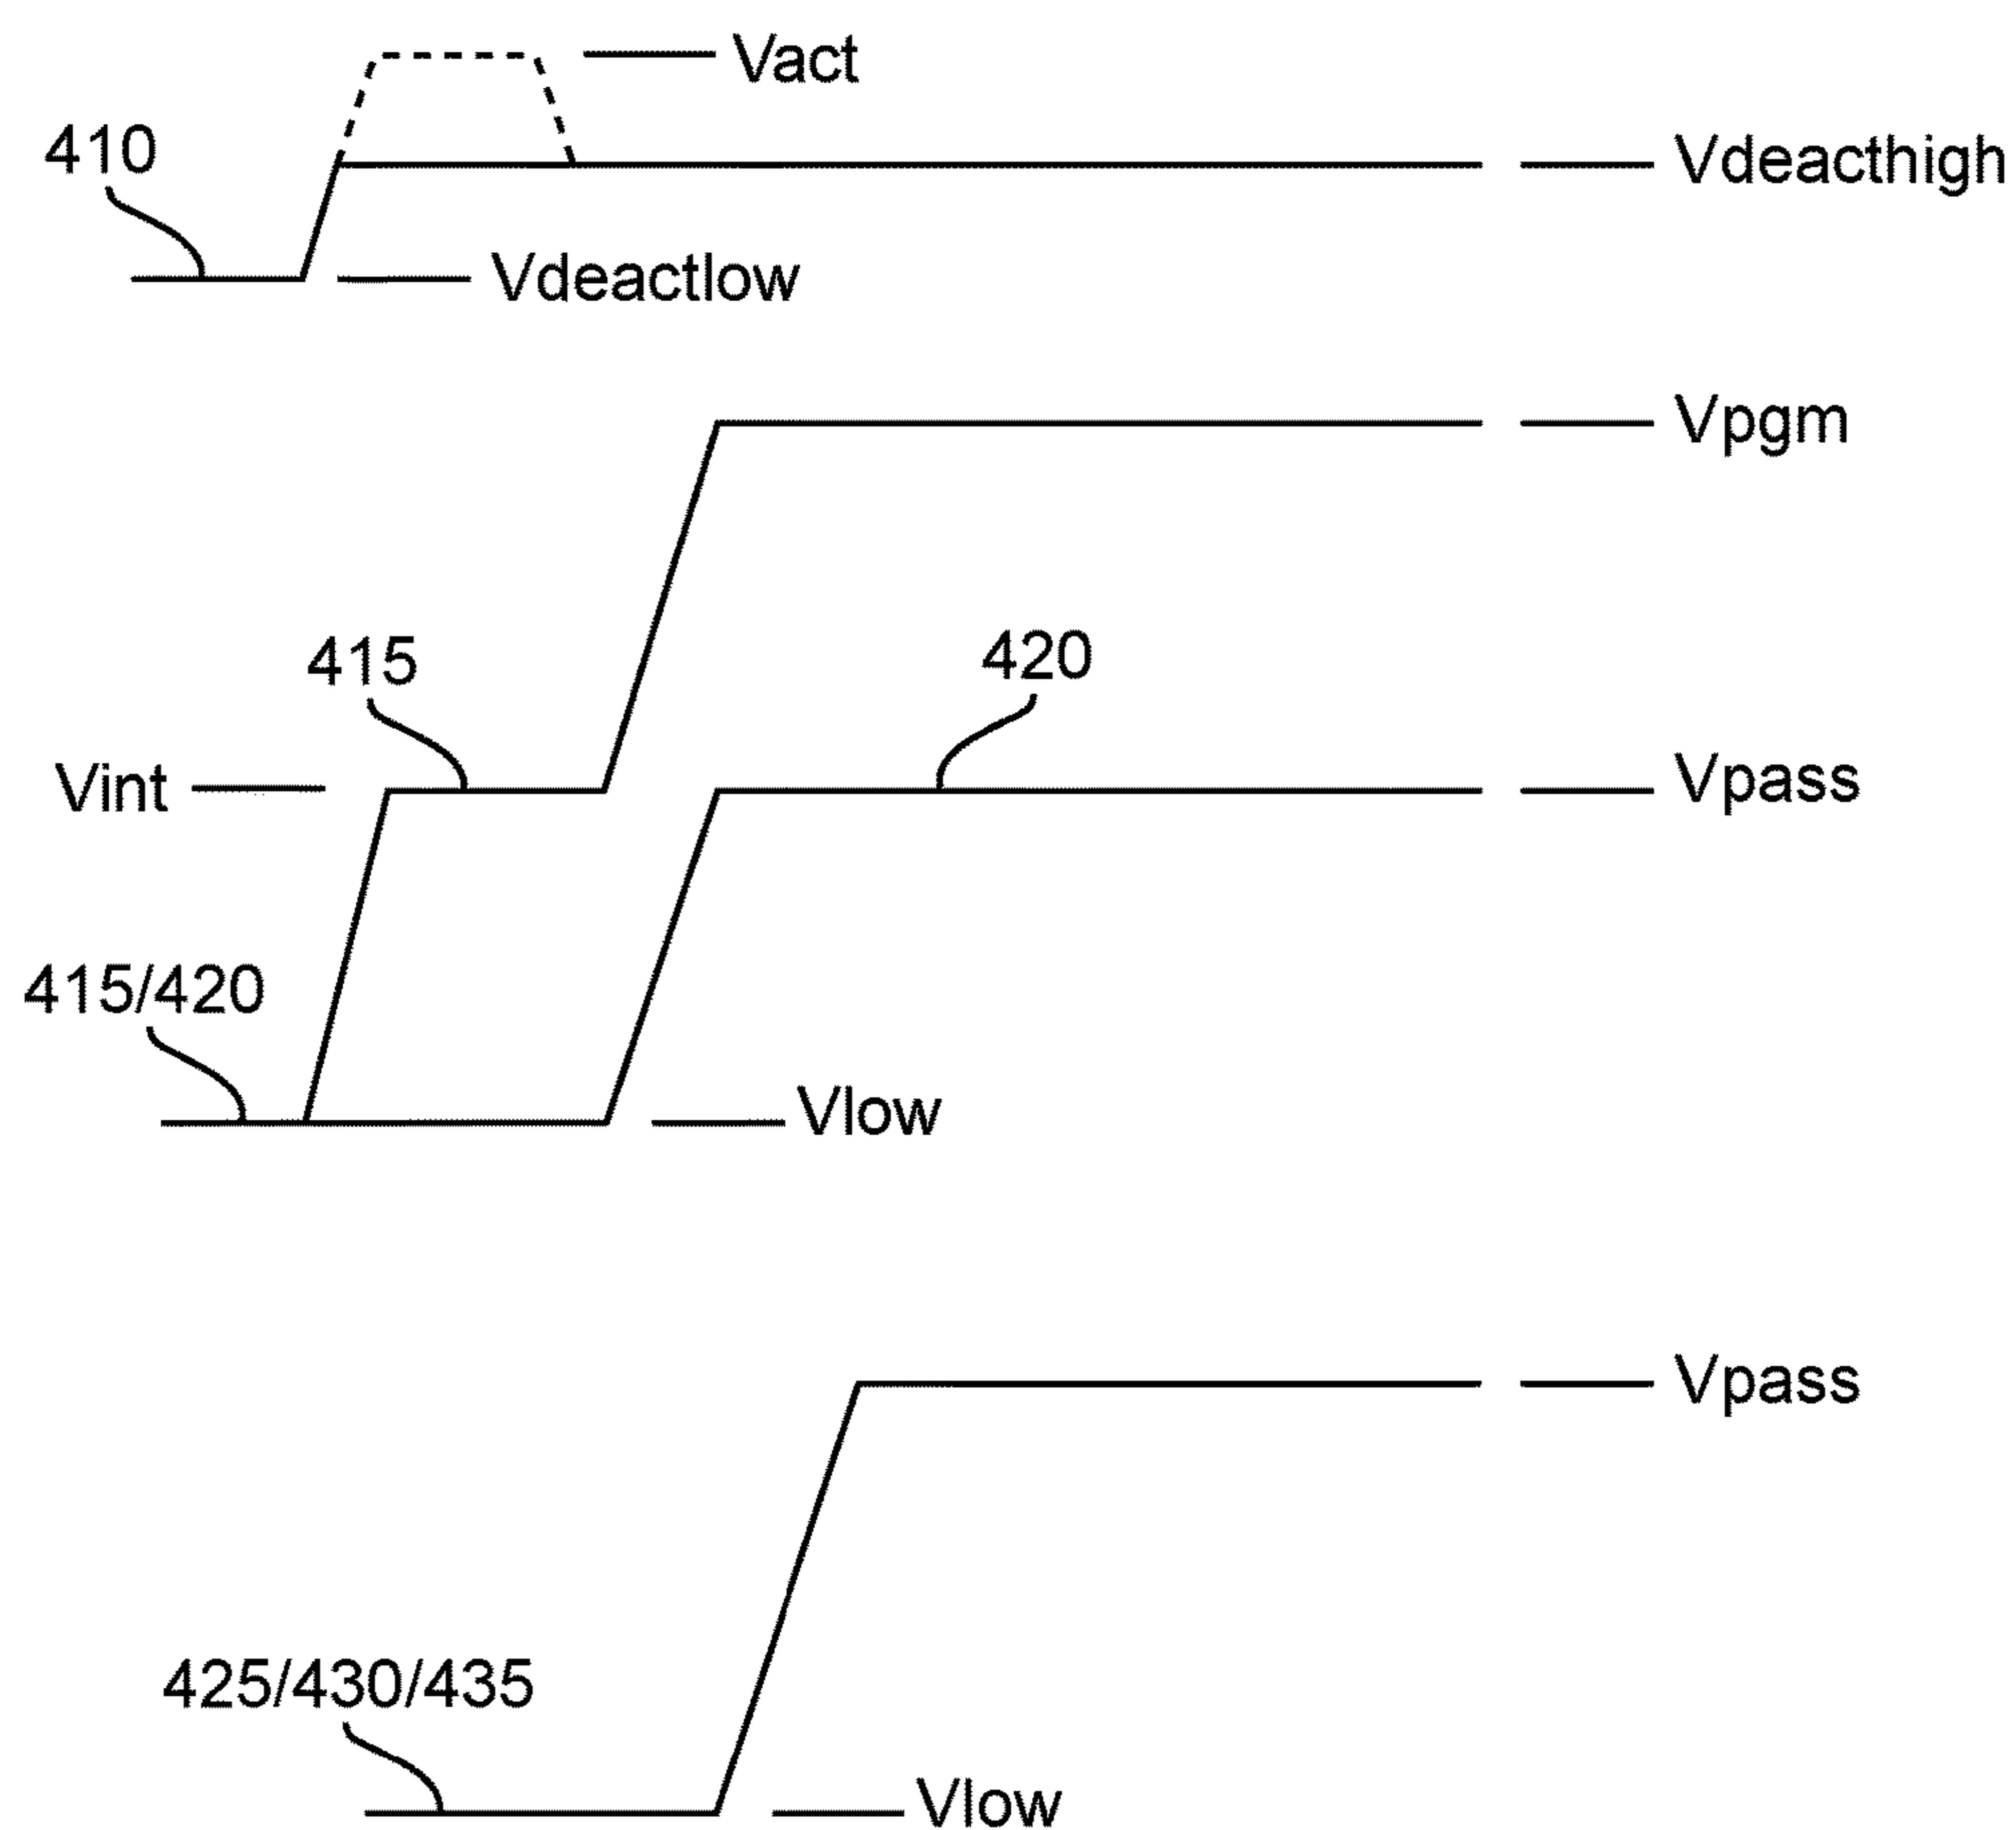 Vact
410
Vdeacthigh
Vdeactlow
Vpgm
415
420
Vint
Vpass
415/420
Vlow
Vpass
425/430/435
Vlow